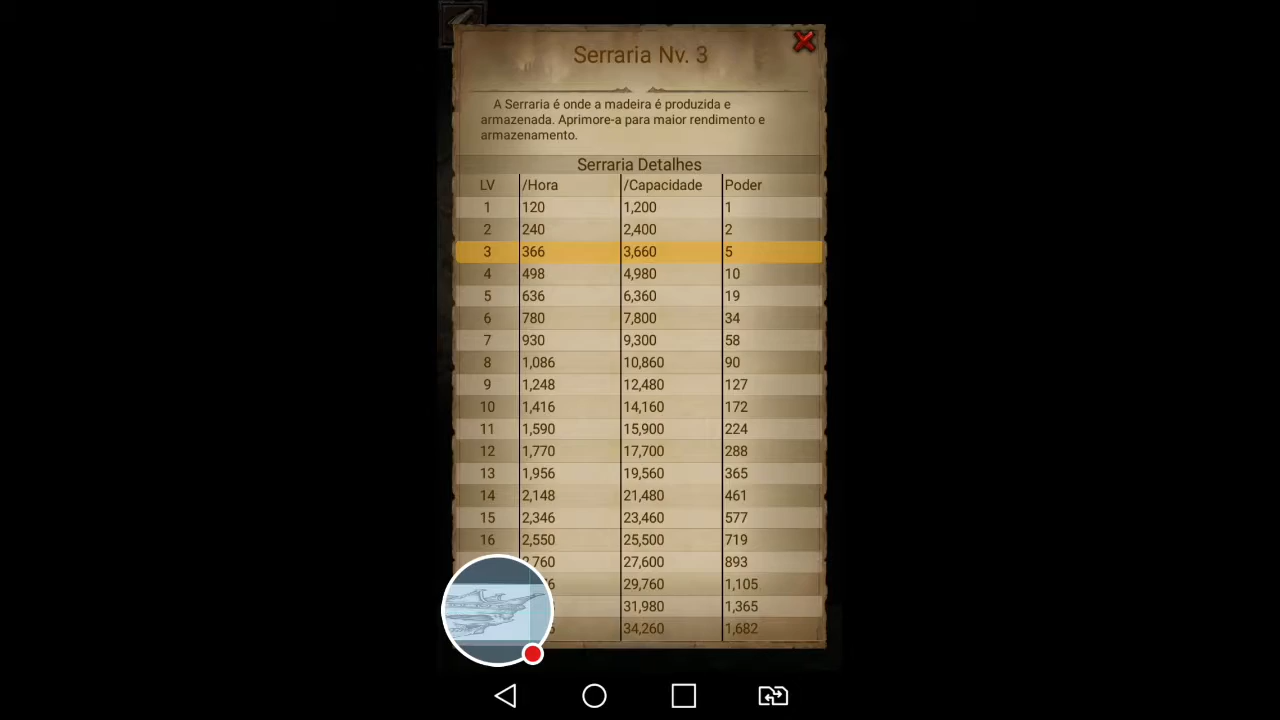 Serraria Nv. 3
A Serraria é onde a madeira é produzida e
armazenada. Aprimore-a para maior rendimento e
armazenamento.
Serraria Detalhes
LV /Hora /Capacidade Poder
1 120 1,200 1
2 240 2,400 2
3 366 3,660 5
4 498 4,980 10
5 636 6,360 19
6 780 7,800 34
7 930 9,300 58
8 1,086 10,860 90
9 1,248 12,480 127
10 1,416 14,160 172
11 1,590 15,900 224
12 1,770 17,700 288
13 1,956 19,560 365
14 2,148 21,480 461
15 2,346 23,460 577
16 2,550 25,500 719
27,600 893
29,760 1,105
31,980 1,365
34,260 1,682